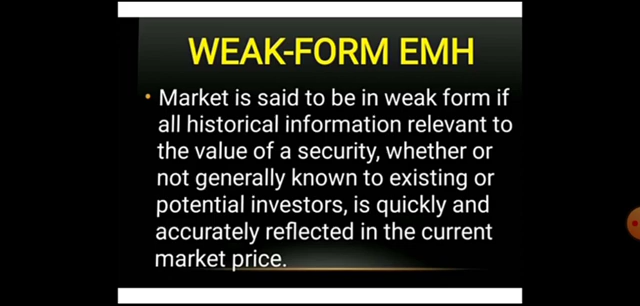 WEAK-FORM EMH
• Market is said to be in weak form if
all historical information relevant to
the value of a security, whether or
not generally known to existing or
potential investors, is quickly and
accurately reflected in the current
market price.